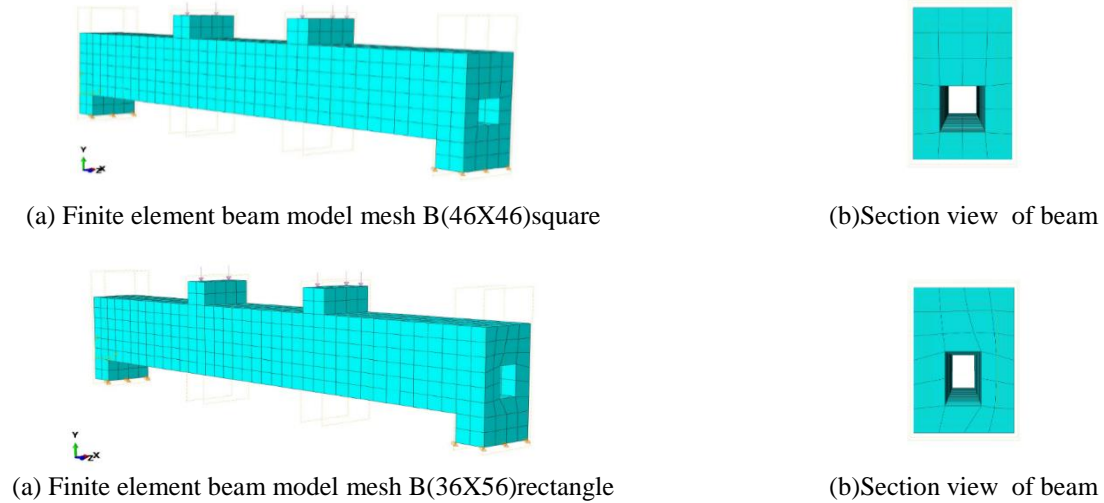 Y
Z X
(a) Finite element beam model mesh B(46X46)square
(b)Section view of beam
Y
Z X
(a) Finite element beam model mesh B(36X56)rectangle
(b)Section view of beam